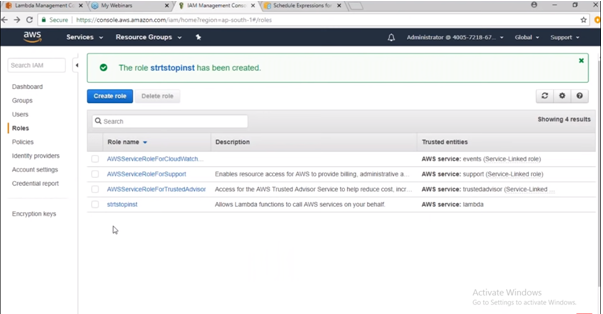 Lambda Management Co
My Webinars
IAM Management Conso
Schedule Expressions for
Secure
https://console.aws.amazon.com/iam/home?region=ap-south-1#/roles
aws
Services
Resource Groups
Administrator @ 4005-7218-67...
Global
Support
Search IAM
Dashboard
Groups
Users
Roles
Policies
Identity providers
Account settings
Credential report
Encryption keys
The role strtstopinst has been created.
Create role
Delete role
Search
Showing 4 results
Role name
Description
Trusted entities
AWSServiceRoleForCloudWatch...
AWS service: events (Service-Linked role)
AWSServiceRoleForSupport
Enables resource access for AWS to provide billing, administrative a...
AWS service: support (Service-Linked role)
AWSServiceRoleForTrustedAdvisor
Access for the AWS Trusted Advisor Service to help reduce cost, incr...
AWS service: trustedadvisor (Service-Linked ...
strtstopinst
Allows Lambda functions to call AWS services on your behalf.
AWS service: lambda
Activate Windows
Go to Settings to activate Windows.